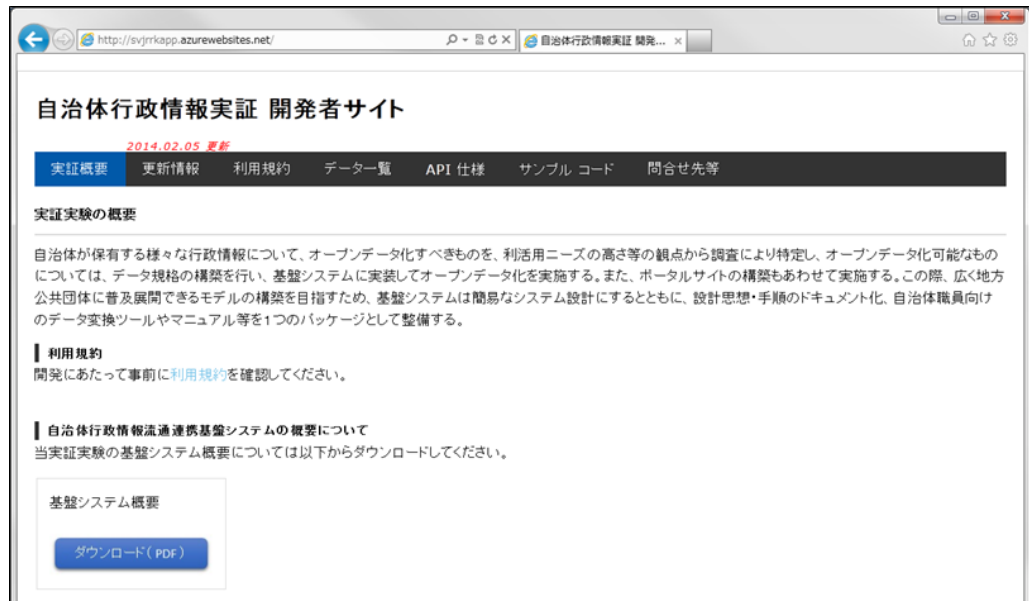 http://svjrrkapp.azurewebsites.net/
自治体行政情報実証 開発...
自治体行政情報実証 開発者サイト
2014.02.05 更新
実証概要 更新情報 利用規約 データ一覧 API 仕様 サンプル コード 問合せ先等
実証実験の概要
自治体が保有する様々な行政情報について、オープンデータ化すべきものを、利活用ニーズの高さ等の観点から調査により特定し、オープンデータ化可能なもの
については、データ規格の構築を行い、基盤システムに実装してオープンデータ化を実施する。また、ポータルサイトの構築もあわせて実施する。この際、広く地方
公共団体に普及展開できるモデルの構築を目指すため、基盤システムは簡易なシステム設計にするとともに、設計思想・手順のドキュメント化、自治体職員向け
のデータ変換ツールやマニュアル等を1つのパッケージとして整備する。
利用規約
開発にあたって事前に利用規約を確認してください。
自治体行政情報流通連携基盤システムの概要について
当実証実験の基盤システム概要については以下からダウンロードしてください。
基盤システム概要
ダウンロード（PDF）